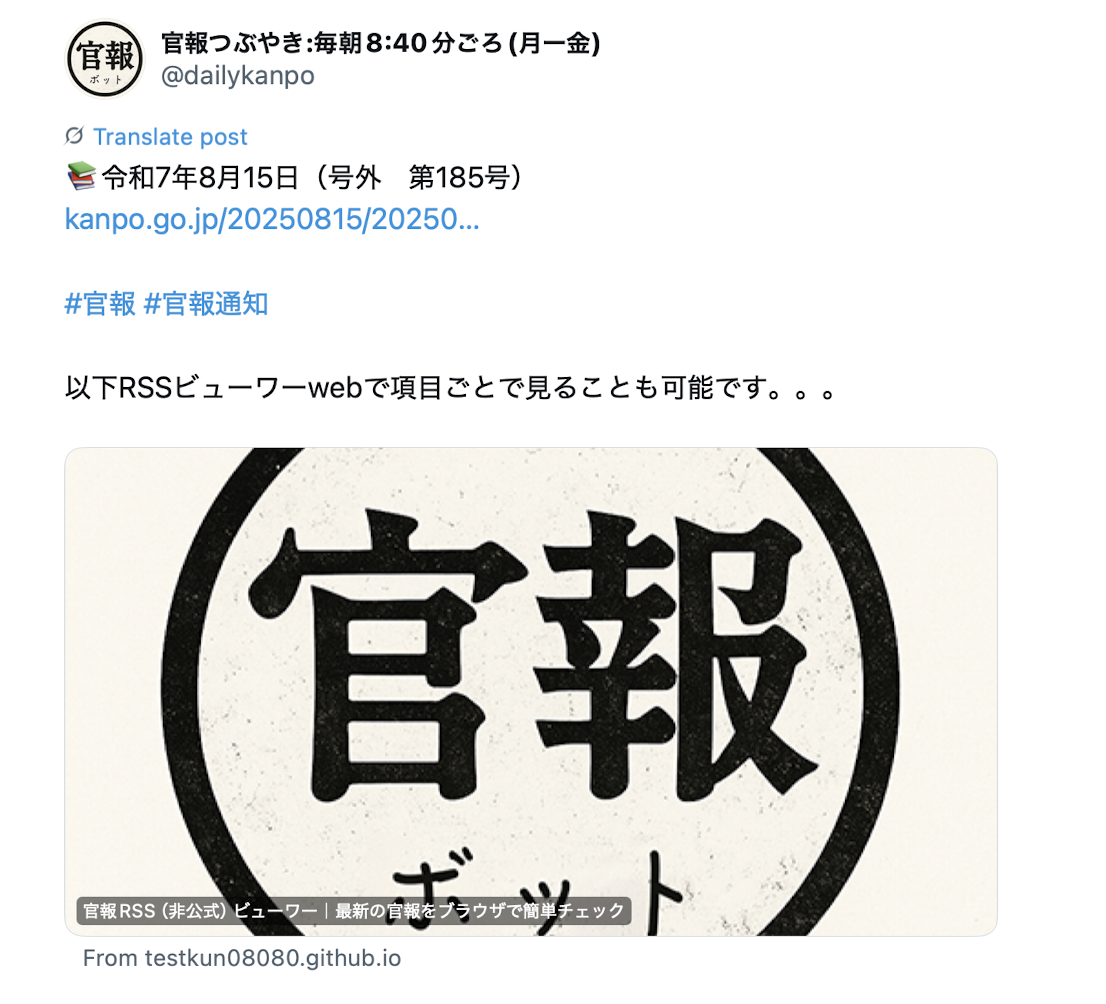 官報
ボット
官報つぶやき:毎朝8:40分ごろ(月ー金)
@dailykanpo
Translate post
📚令和7年8月15日（号外　第185号）
kanpo.go.jp/20250815/20250…
#官報 #官報通知
以下RSSビューワーwebで項目ごとで見ることも可能です。。。
官報
ボット
官報RSS（非公式）ビューワー｜最新の官報をブラウザで簡単チェック
From testkun08080.github.io